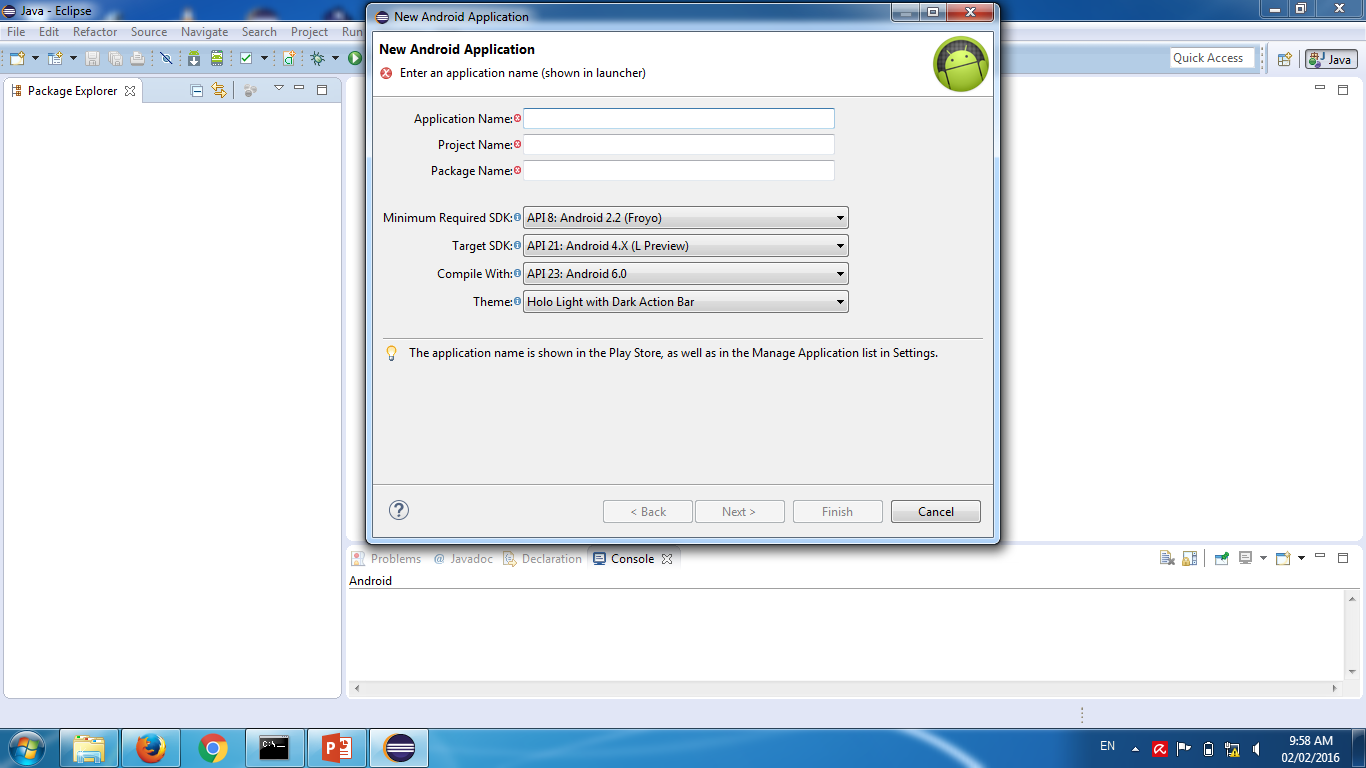 Java - Eclipse
File Edit Refactor Source Navigate Search Project Run
Quick Access
Java
Package Explorer
New Android Application
New Android Application
Enter an application name (shown in launcher)
Application Name:
Project Name:
Package Name:
Minimum Required SDK: API 8: Android 2.2 (Froyo)
Target SDK: API 21: Android 4.X (L Preview)
Compile With: API 23: Android 6.0
Theme: Holo Light with Dark Action Bar
The application name is shown in the Play Store, as well as in the Manage Application list in Settings.
?
< Back Next > Finish Cancel
Problems @ Javadoc Declaration Console
Android
C:\.
P
EN
9:58 AM
02/02/2016